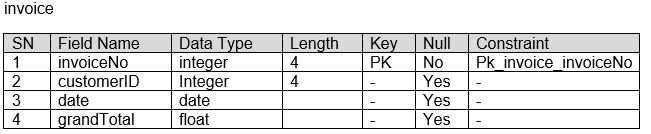 invoice
SN Field Name Data Type Length Key Null Constraint
1 invoiceNo integer 4 PK No Pk_invoice_invoiceNo
2 customerID Integer 4 - Yes -
3 date date - Yes -
4 grandTotal float - Yes -